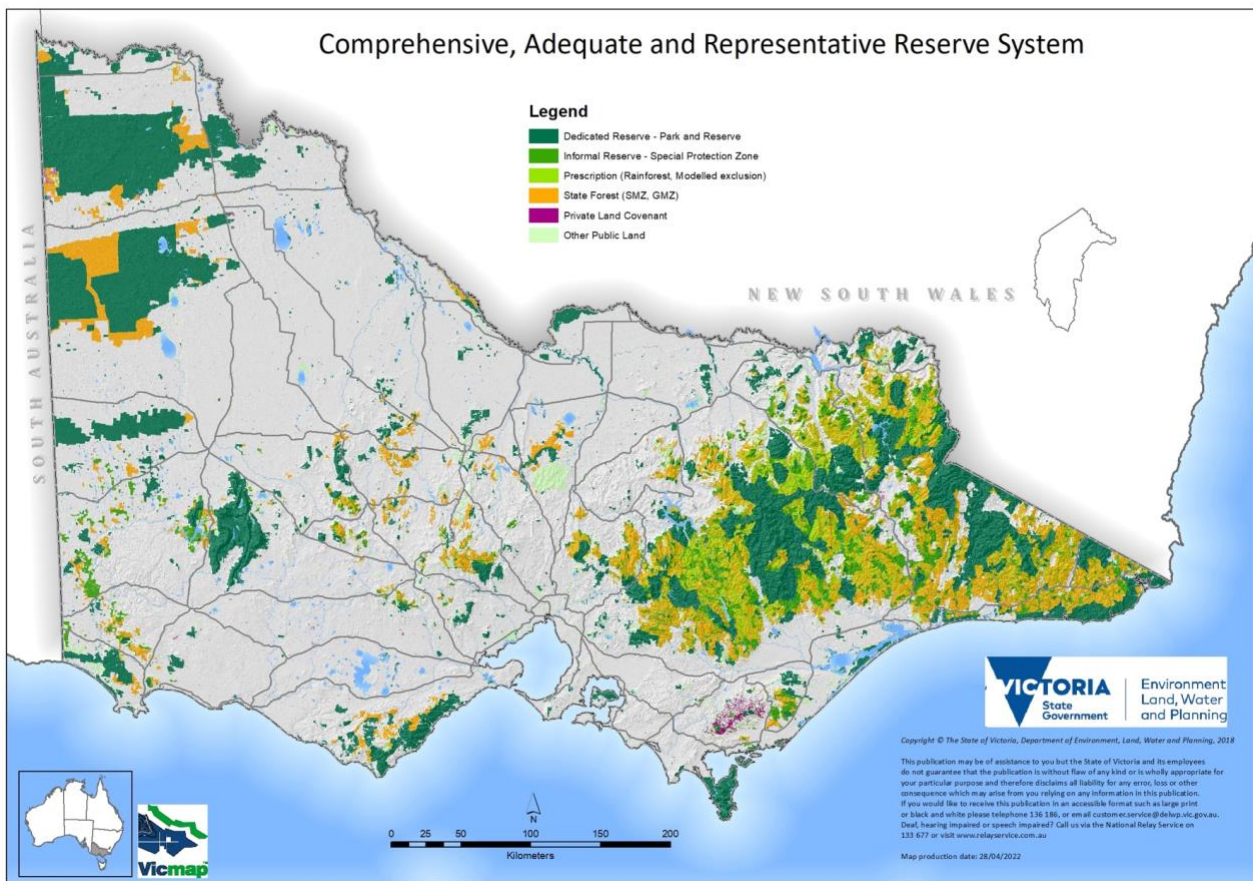 Comprehensive, Adequate and Representative Reserve System
Legend
Dedicated Reserve - Park and Reserve
Informal Reserve - Special Protection Zone
Prescription (Rainforest, Modelled exclusion)
State Forest (SMZ, GMZ)
Private Land Covenant
Other Public Land
SOUTH AUSTRALIA
NEW SOUTH WALES
VICTORIA
State
Government
Environment
Land, Water
and Planning
Copyright © The State of Victoria, Department of Environment, Land, Water and Planning, 2018
This publication may be of assistance to you but the State of Victoria and its employees
do not guarantee that the publication is without flaw of any kind or is wholly appropriate for
your particular purpose and therefore disclaims all liability for any error, loss or other
consequence which may arise from you relying on any information in this publication.
If you would like to receive this publication in an accessible format such as large print
or black and white please telephone 136 186, or email customer.service@delwp.vic.gov.au.
Deaf, hearing impaired or speech impaired? Call us via the National Relay Service on
133 677 or visit www.relayservice.com.au
Map production date: 28/04/2022
N
0 25 50 100 150 200
Kilometers
Vicmap™